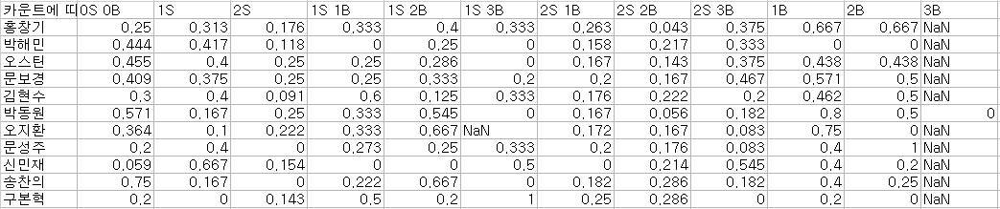 카운트에 따 0S 0B 1S 2S 1S 1B 1S 2B 1S 3B 2S 1B 2S 2B 2S 3B 1B 2B 3B
홍창기 0.25 0.313 0.176 0.333 0.4 0.333 0.263 0.043 0.375 0.667 0.667 NaN
박해민 0.444 0.417 0.118 0 0.25 0 0.158 0.217 0.333 0 0 NaN
오스틴 0.455 0.4 0.25 0.25 0.286 0 0.167 0.143 0.375 0.438 0.438 NaN
문보경 0.409 0.375 0.25 0.25 0.333 0.2 0.2 0.167 0.467 0.571 0.5 NaN
김현수 0.3 0.4 0.091 0.6 0.125 0.333 0.176 0.222 0.2 0.462 0.5 NaN
박동원 0.571 0.167 0.25 0.333 0.545 0 0.167 0.056 0.182 0.8 0.5 0
오지환 0.364 0.1 0.222 0.333 0.667 NaN 0.172 0.167 0.083 0.75 0 NaN
문성주 0.2 0.4 0 0.273 0.25 0.333 0.2 0.176 0.083 0.4 1 NaN
신민재 0.059 0.667 0.154 0 0 0.5 0 0.214 0.545 0.4 0.2 NaN
송찬의 0.75 0.167 0 0.222 0.667 0 0.182 0.286 0.182 0.4 0.25 NaN
구본혁 0.2 0 0.143 0.5 0.2 1 0.25 0.286 0 0.2 0 NaN